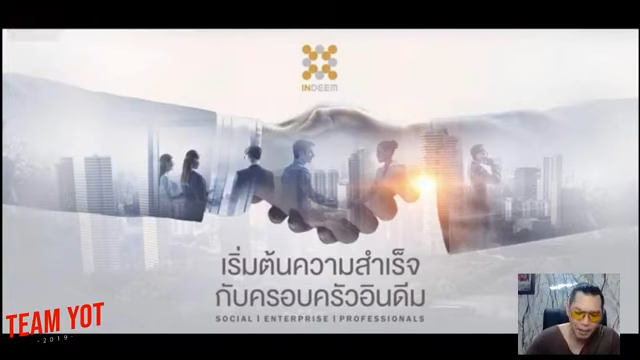 INDEEM
เริ่มต้นความสำเร็จ
กับครอบครัวอินดีม
SOCIAL | ENTERPRISE | PROFESSIONALS
TEAM YOT
-2019-